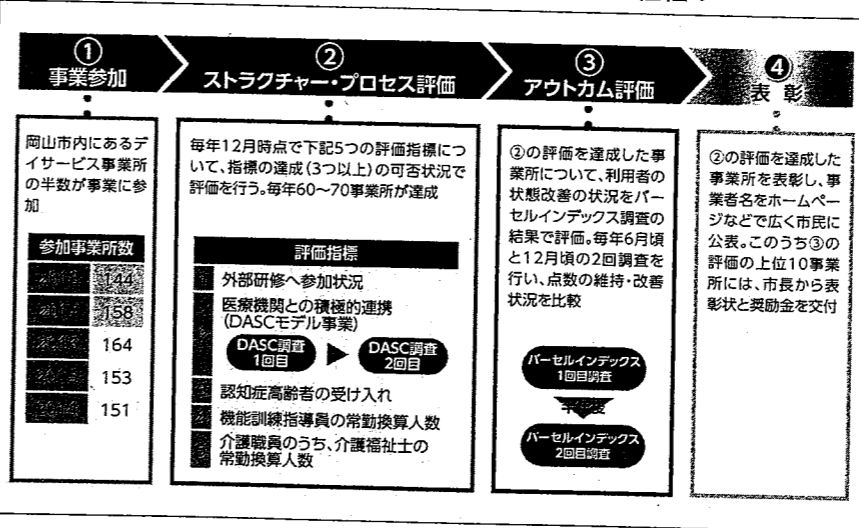 ①
事業参加
②
ストラクチャー・プロセス評価
③
アウトカム評価
④
表彰
岡山市内にあるデ
イサービス事業所
の半数が事業に参
加
参加事業所数
144
158
164
153
151
毎年12月時点で下記5つの評価指標につ
いて、指標の達成(3つ以上)の可否状況で
評価を行う。毎年60〜70事業所が達成
評価指標
外部研修へ参加状況
医療機関との積極的連携
(DASCモデル事業)
DASC調査
1回目
DASC調査
2回目
認知症高齢者の受け入れ
機能訓練指導員の常勤換算人数
介護職員のうち、介護福祉士の
常勤換算人数
②の評価を達成した事
業所について、利用者の
状態改善の状況をバー
セルインデックス調査の
結果で評価。毎年6月頃
と12月頃の2回調査を
行い、点数の維持・改善
状況を比較
バーセルインデックス
1回目調査
半年後
バーセルインデックス
2回目調査
②の評価を達成した
事業所を表彰し、事
業者名をホームペー
ジなどで広く市民に
公表。このうち③の
評価の上位10事業
所には、市長から表
彰状と奨励金を交付